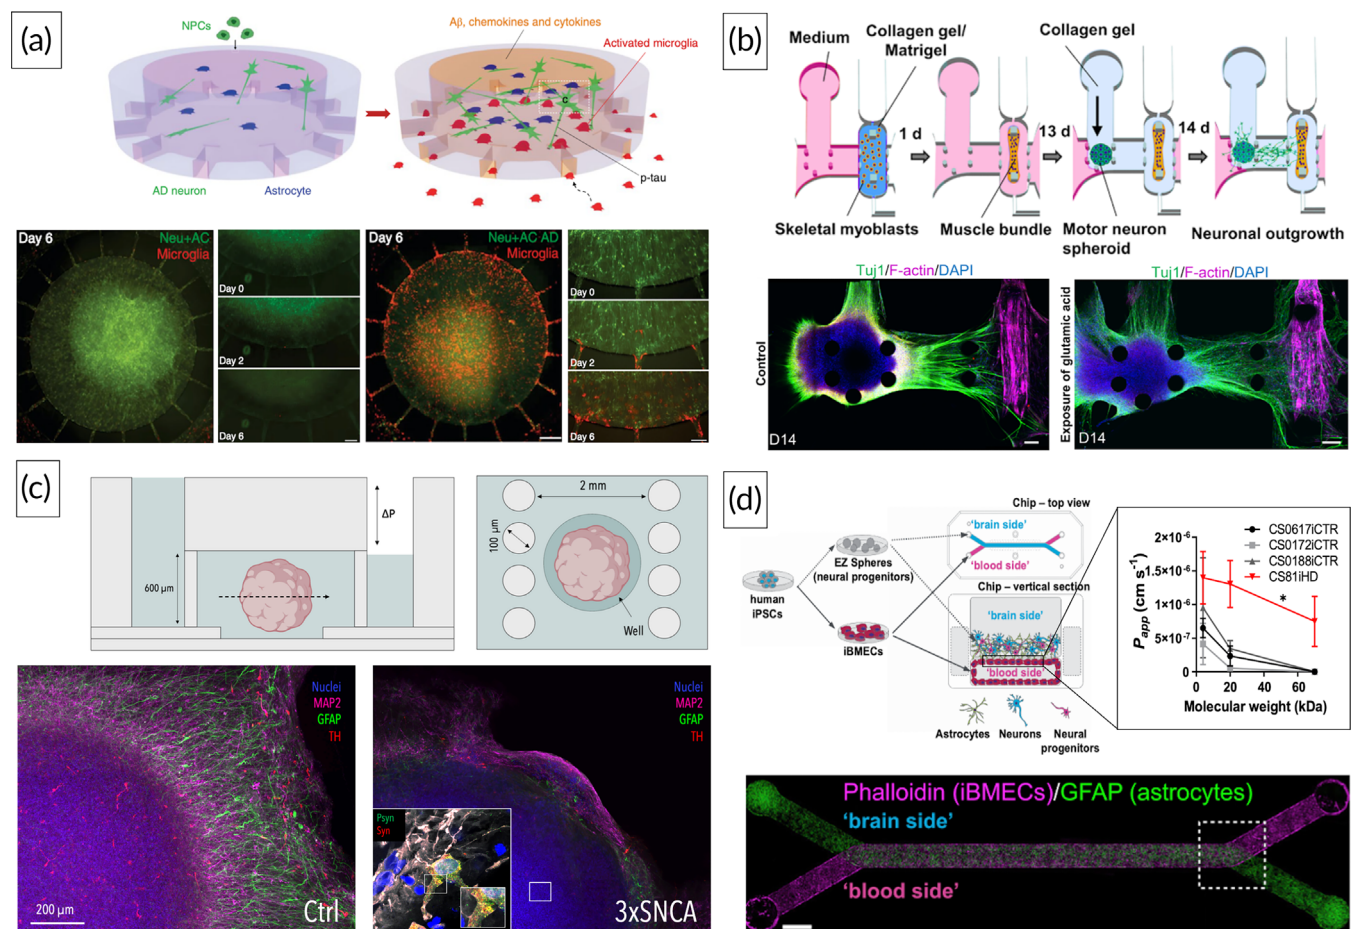 (a)
NPCs
Aβ, chemokines and cytokines
Activated microglia
c
p-tau
AD neuron
Astrocyte
Day 6
Neu+AC
Microglia
Day 0
Day 2
Day 6
Day 6
Neu+AC AD
Microglia
Day 0
Day 2
Day 6
(b)
Medium
Collagen gel/
Matrigel
Collagen gel
1 d
13 d
14 d
Skeletal myoblasts
Muscle bundle
Motor neuron
spheroid
Neuronal outgrowth
Tuj1/F-actin/DAPI
Tuj1/F-actin/DAPI
Control
D14
Exposure of glutamic acid
D14
(c)
ΔP
600 µm
2 mm
100 µm
Well
Nuclei
MAP2
GFAP
TH
200 µm
Ctrl
Nuclei
MAP2
GFAP
TH
Psyn
Syn
3xSNCA
(d)
Chip – top view
'brain side'
'blood side'
EZ Spheres
(neural progenitors)
human
iPSCs
iBMECs
Chip – vertical section
'brain side'
'blood side'
Astrocytes
Neurons
Neural
progenitors
CS0617iCTR
CS0172iCTR
CS0188iCTR
CS81iHD
Papp (cm s-1)
2×10-6
1.5×10-6
1×10-6
5×10-7
0
*
0 20 40 60
Molecular weight (kDa)
Phalloidin (iBMECs)/GFAP (astrocytes)
'brain side'
'blood side'